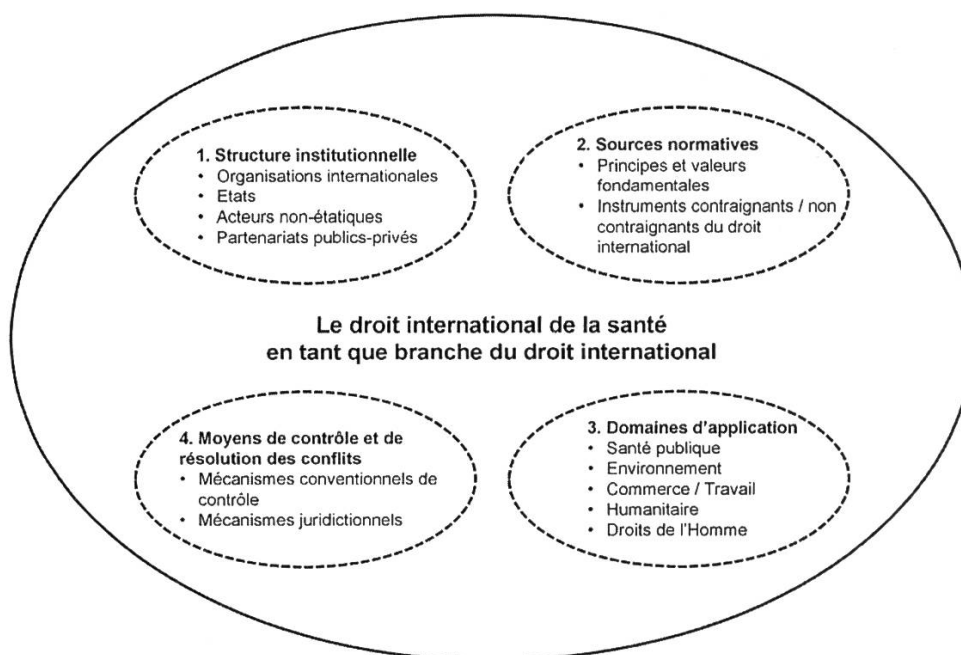 1. Structure institutionnelle
• Organisations internationales
• Etats
• Acteurs non-étatiques
• Partenariats publics-privés
2. Sources normatives
• Principes et valeurs
fondamentales
• Instruments contraignants / non
contraignants du droit
international
Le droit international de la santé
en tant que branche du droit international
4. Moyens de contrôle et de
résolution des conflits
• Mécanismes conventionnels de
contrôle
• Mécanismes juridictionnels
3. Domaines d'application
• Santé publique
• Environnement
• Commerce / Travail
• Humanitaire
• Droits de l'Homme